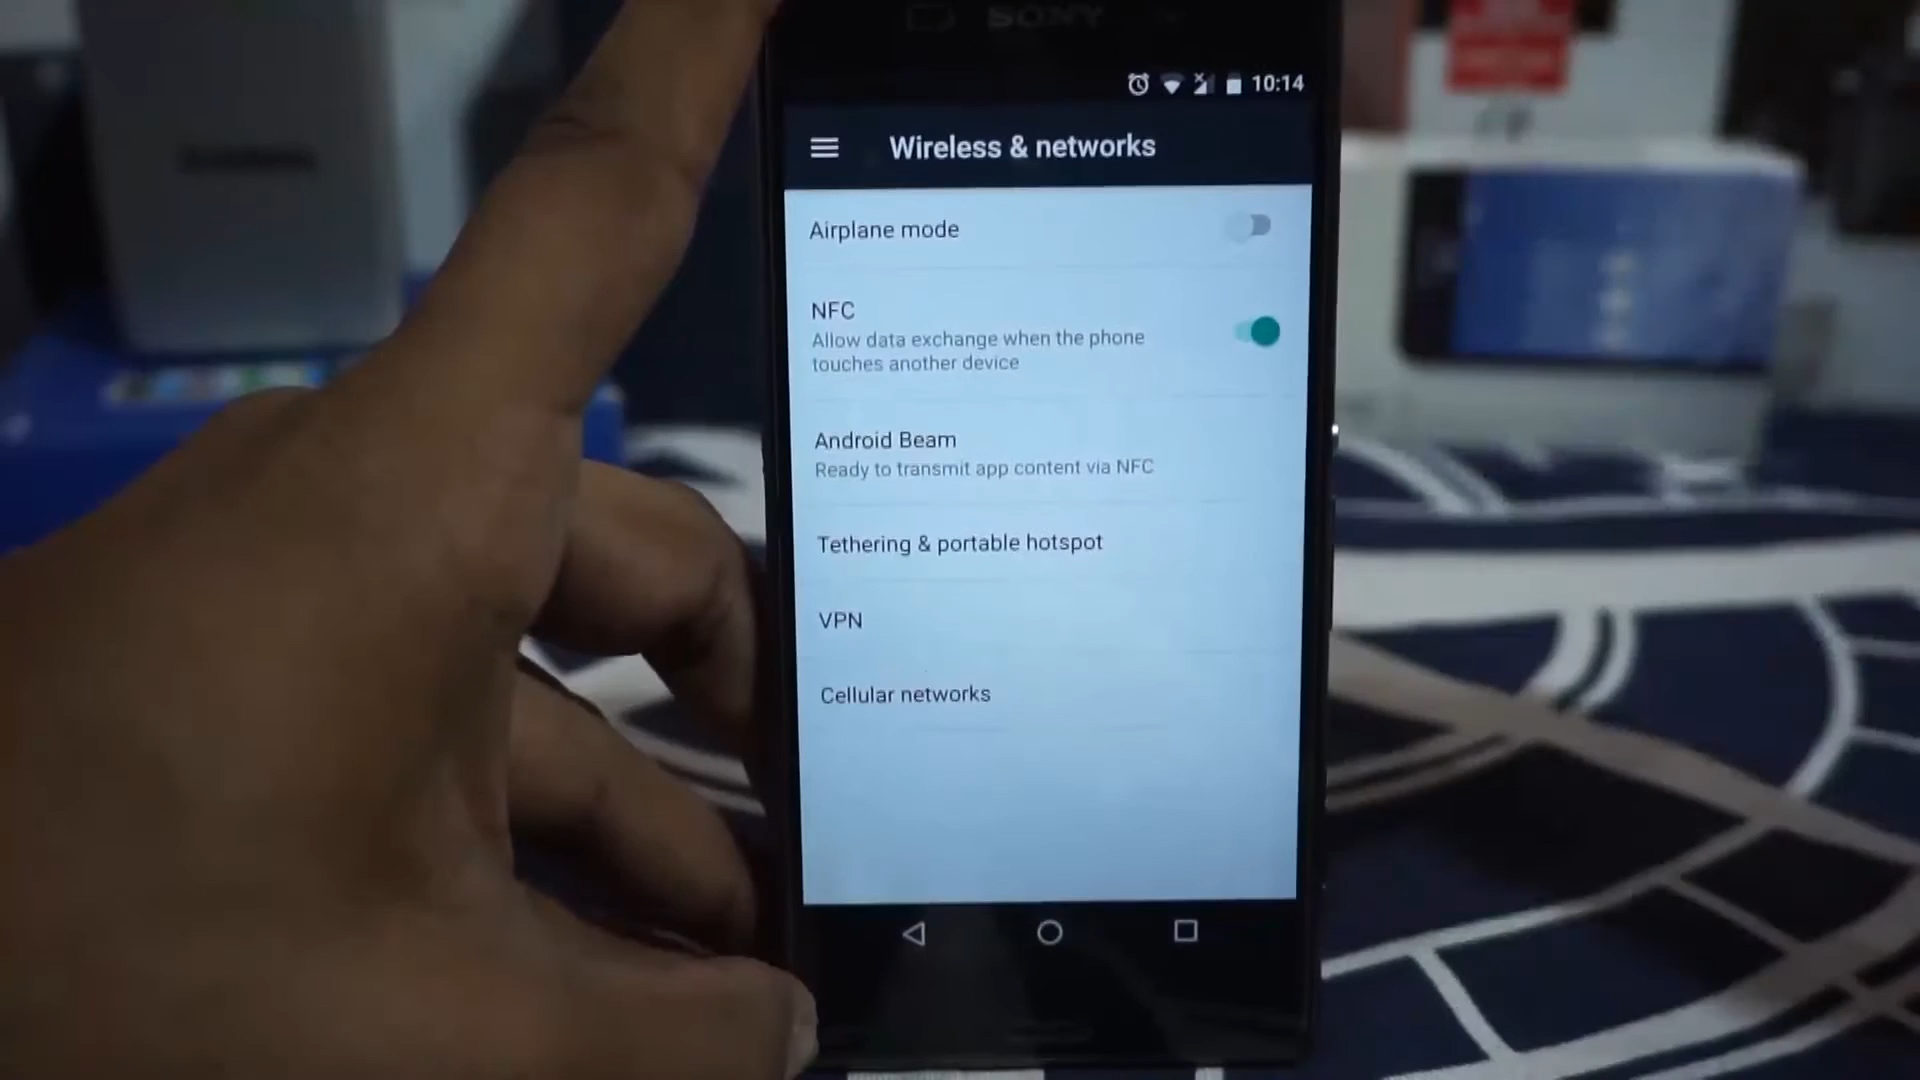 SONY
10:14
Wireless & networks
Airplane mode
NFC
Allow data exchange when the phone
touches another device
Android Beam
Ready to transmit app content via NFC
Tethering & portable hotspot
VPN
Cellular networks